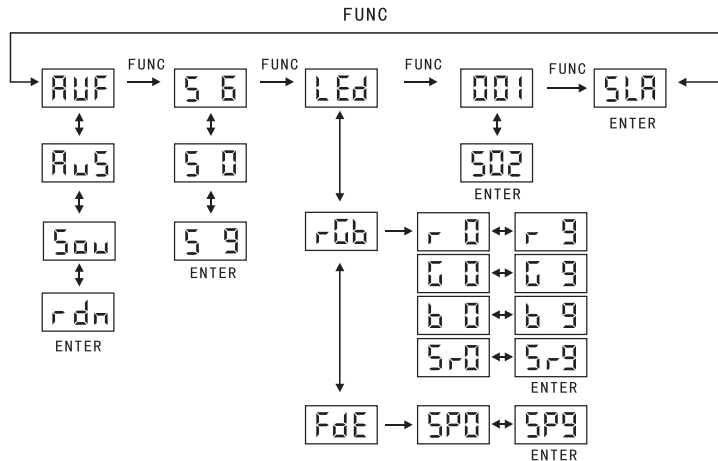 FUNC
AUF FUNC S 6 FUNC LEd FUNC 001 FUNC SLA
ENTER
AuS S 0 S02
ENTER
Sou S 9 rGb r 0 r 9
ENTER
G 0 G 9
rdn b 0 b 9
ENTER
Sr0 Sr9
ENTER
FdE SP0 SP9
ENTER